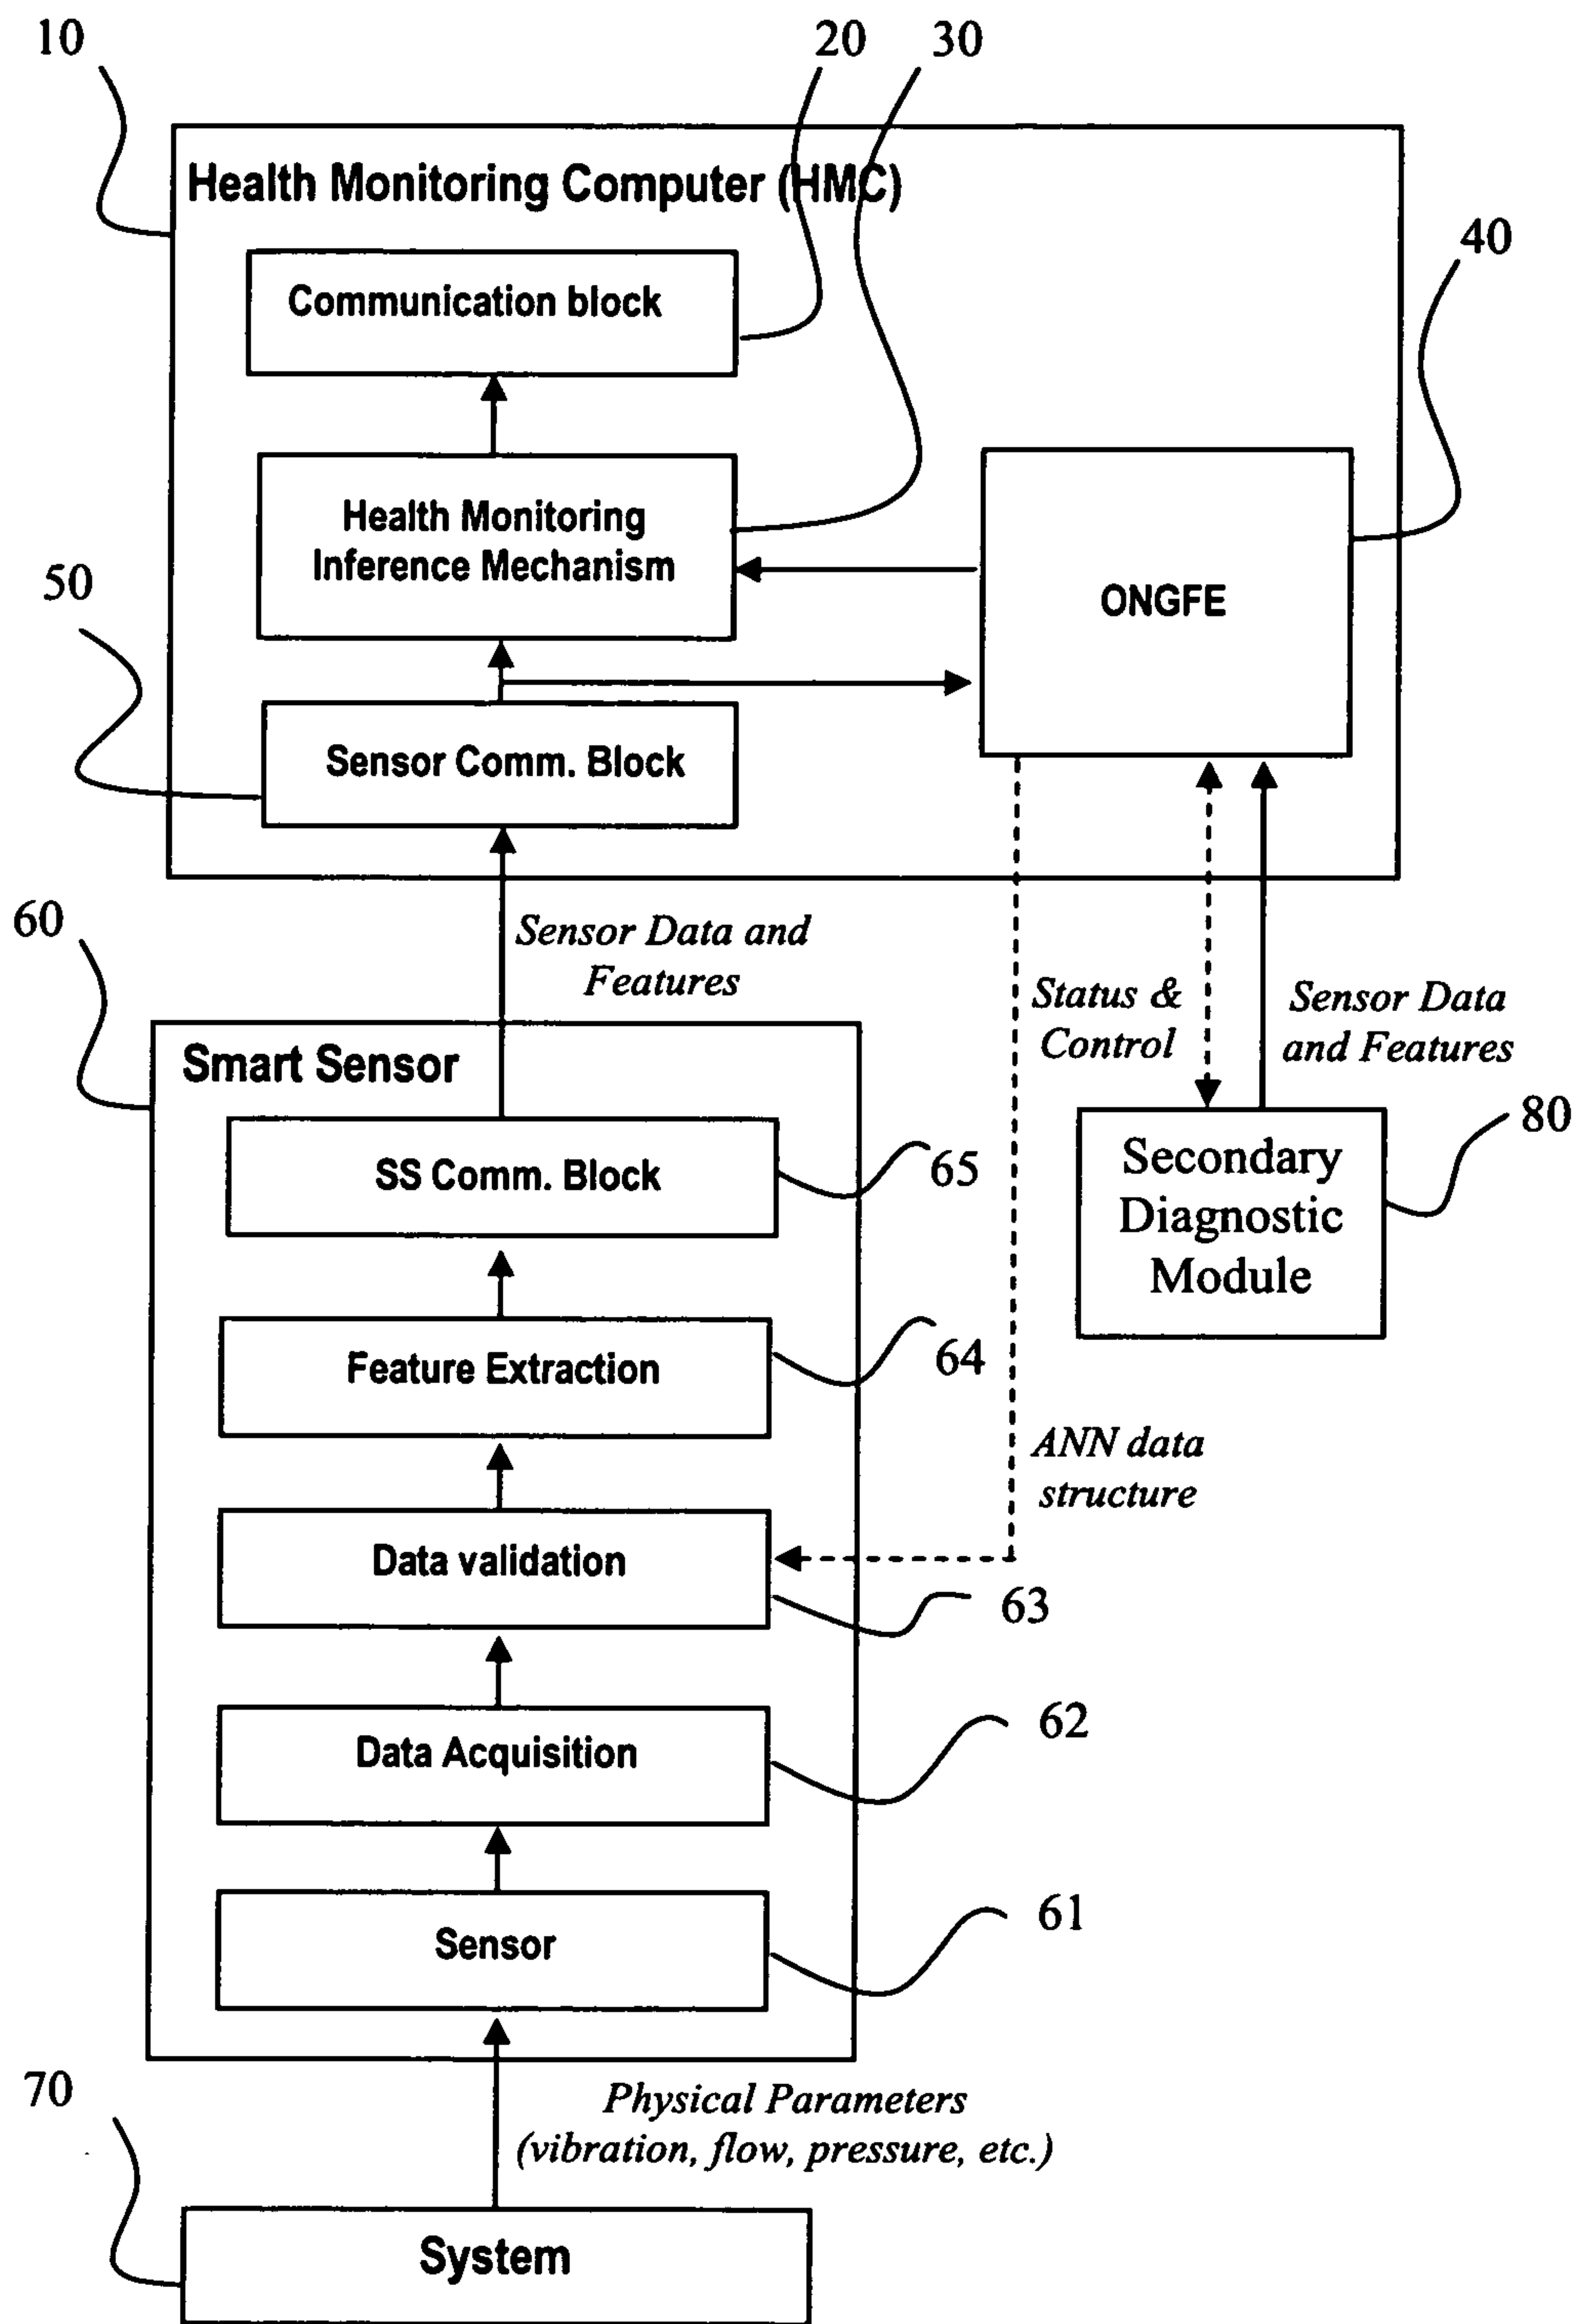 10
20
30
Health Monitoring Computer (HMC)
40
Communication block
Health Monitoring
Inference Mechanism
50
ONGFE
Sensor Comm. Block
60
Sensor Data and
Features
Status &
Control
Sensor Data
and Features
Smart Sensor
80
SS Comm. Block
65
Secondary
Diagnostic
Module
Feature Extraction
64
ANN data
structure
Data validation
63
Data Acquisition
62
Sensor
61
70
Physical Parameters
(vibration, flow, pressure, etc.)
System